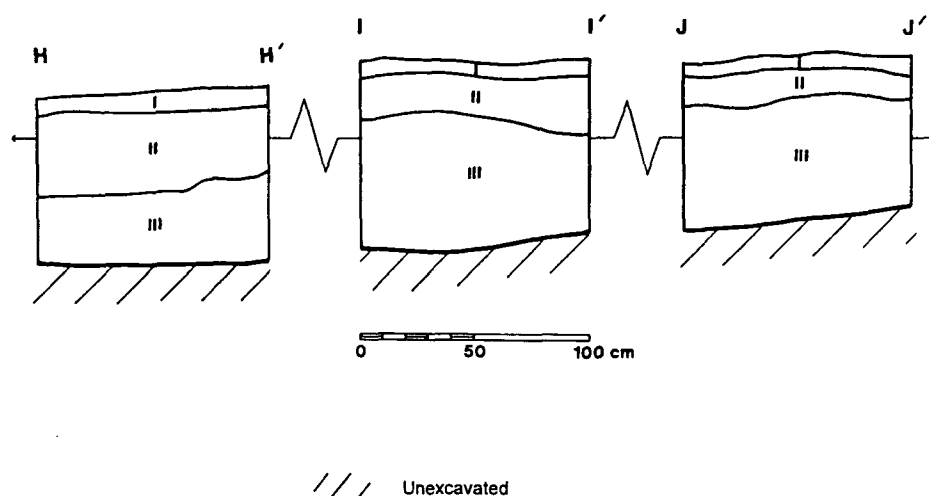 H H′ I I′ J J′
I I I
II II II
III III III
0 50 100 cm
Unexcavated